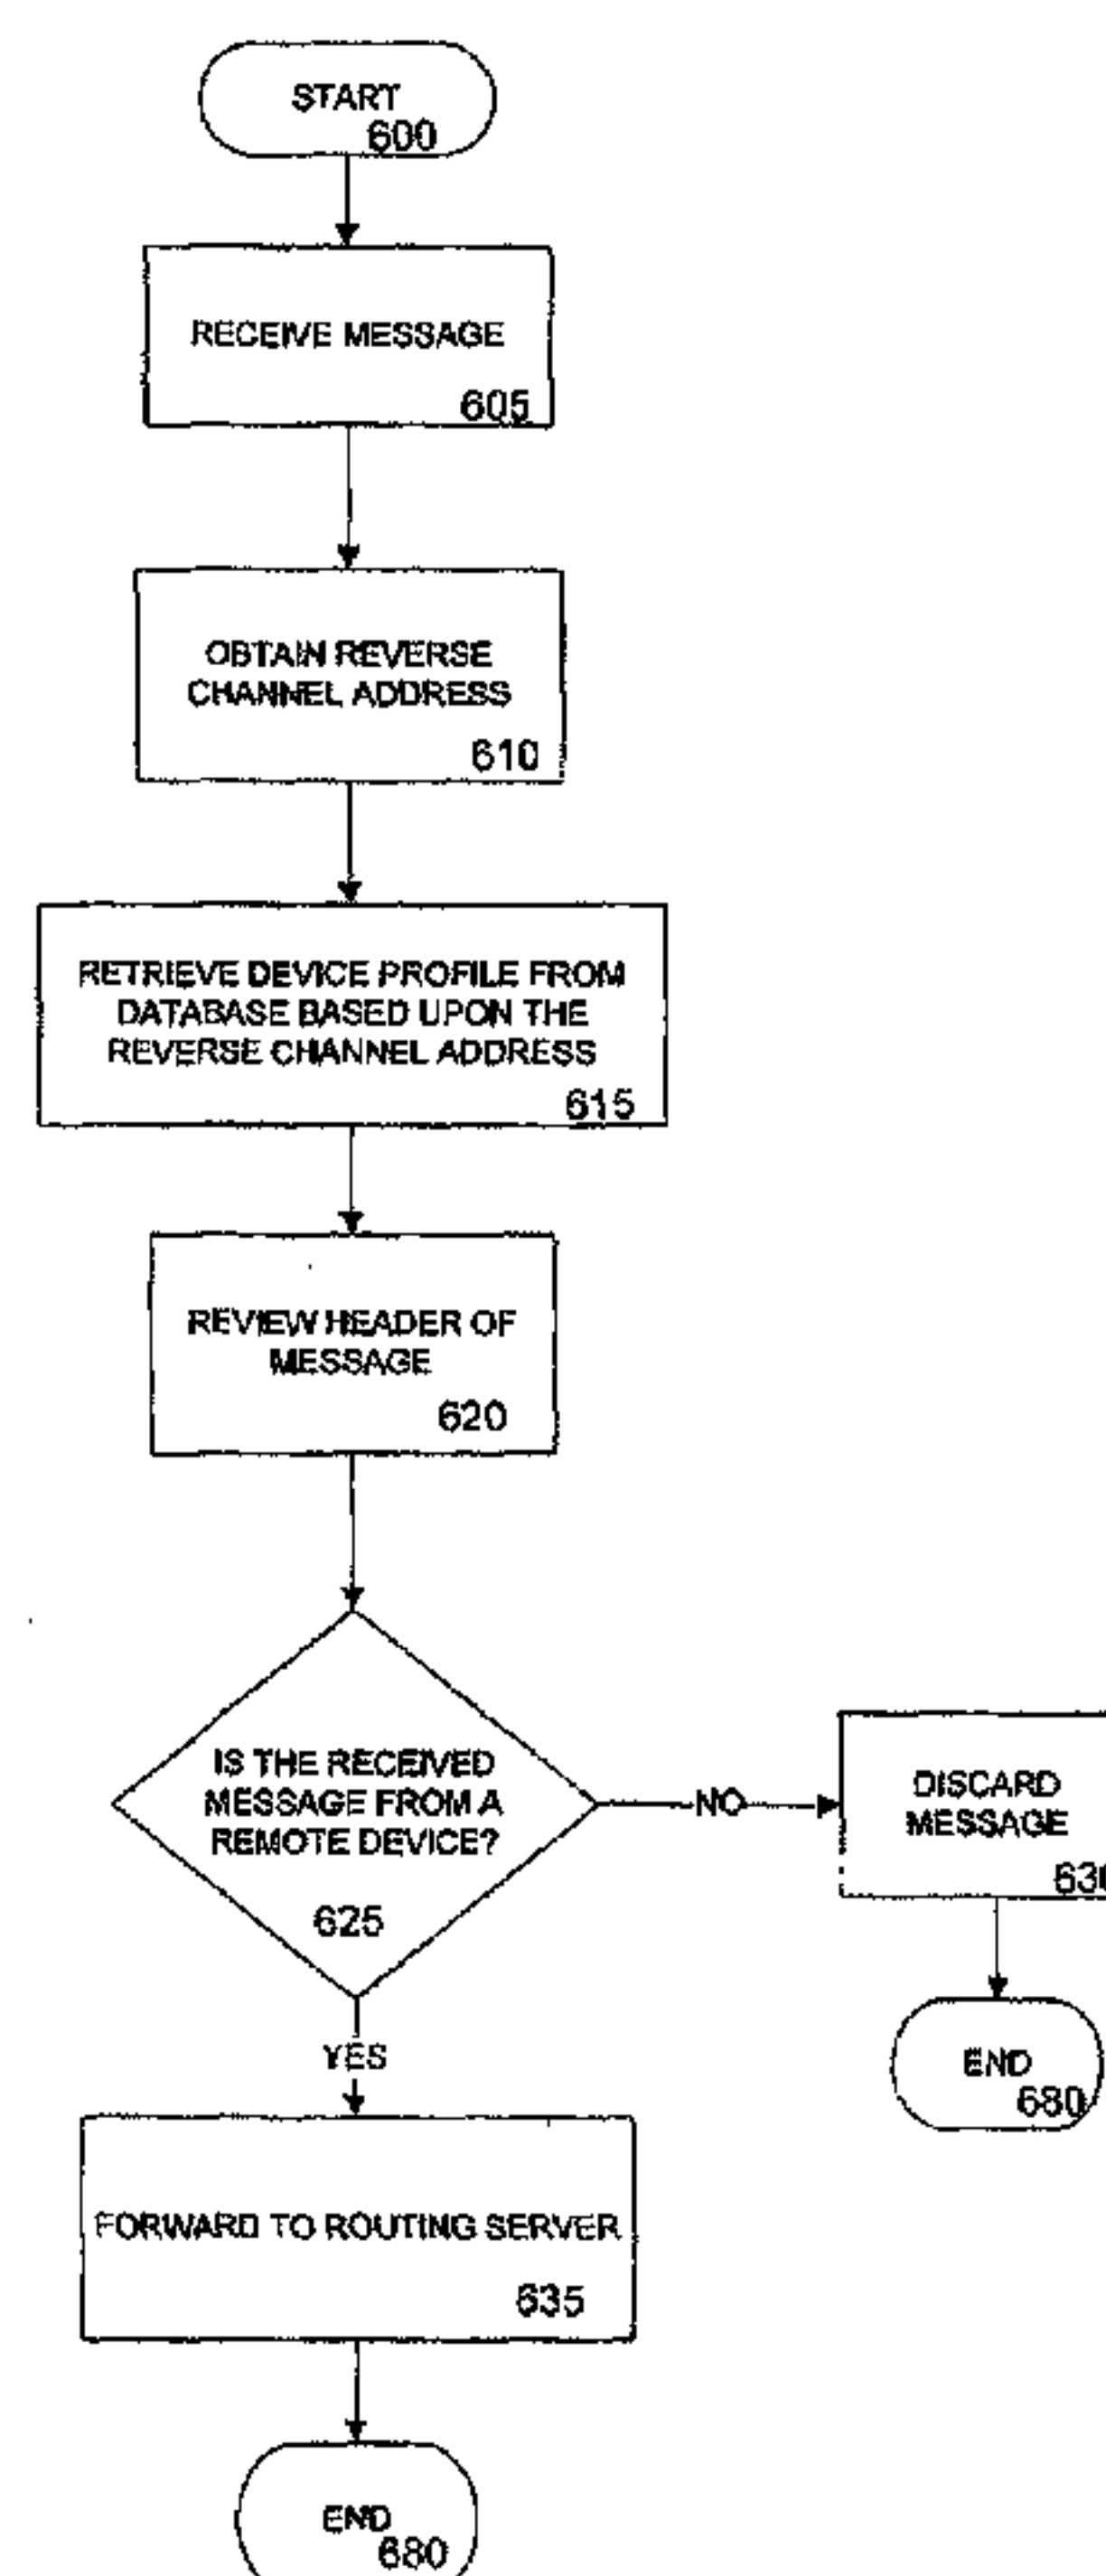 START
600
RECEIVE MESSAGE
605
OBTAIN REVERSE
CHANNEL ADDRESS
610
RETRIEVE DEVICE PROFILE FROM
DATABASE BASED UPON THE
REVERSE CHANNEL ADDRESS
615
REVIEW HEADER OF
MESSAGE
620
IS THE RECEIVED
MESSAGE FROM A
REMOTE DEVICE?
625
NO
DISCARD
MESSAGE
630
END
680
YES
FORWARD TO ROUTING SERVER
635
END
680